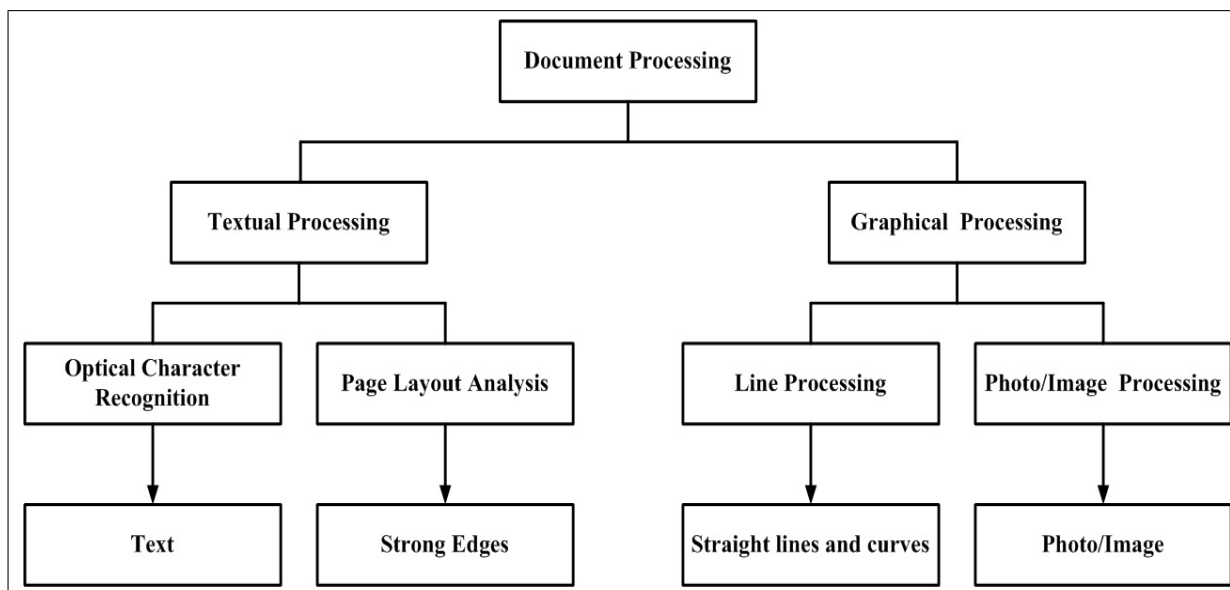 Document Processing
Textual Processing
Graphical Processing
Optical Character
Recognition
Page Layout Analysis
Line Processing
Photo/Image Processing
Text
Strong Edges
Straight lines and curves
Photo/Image